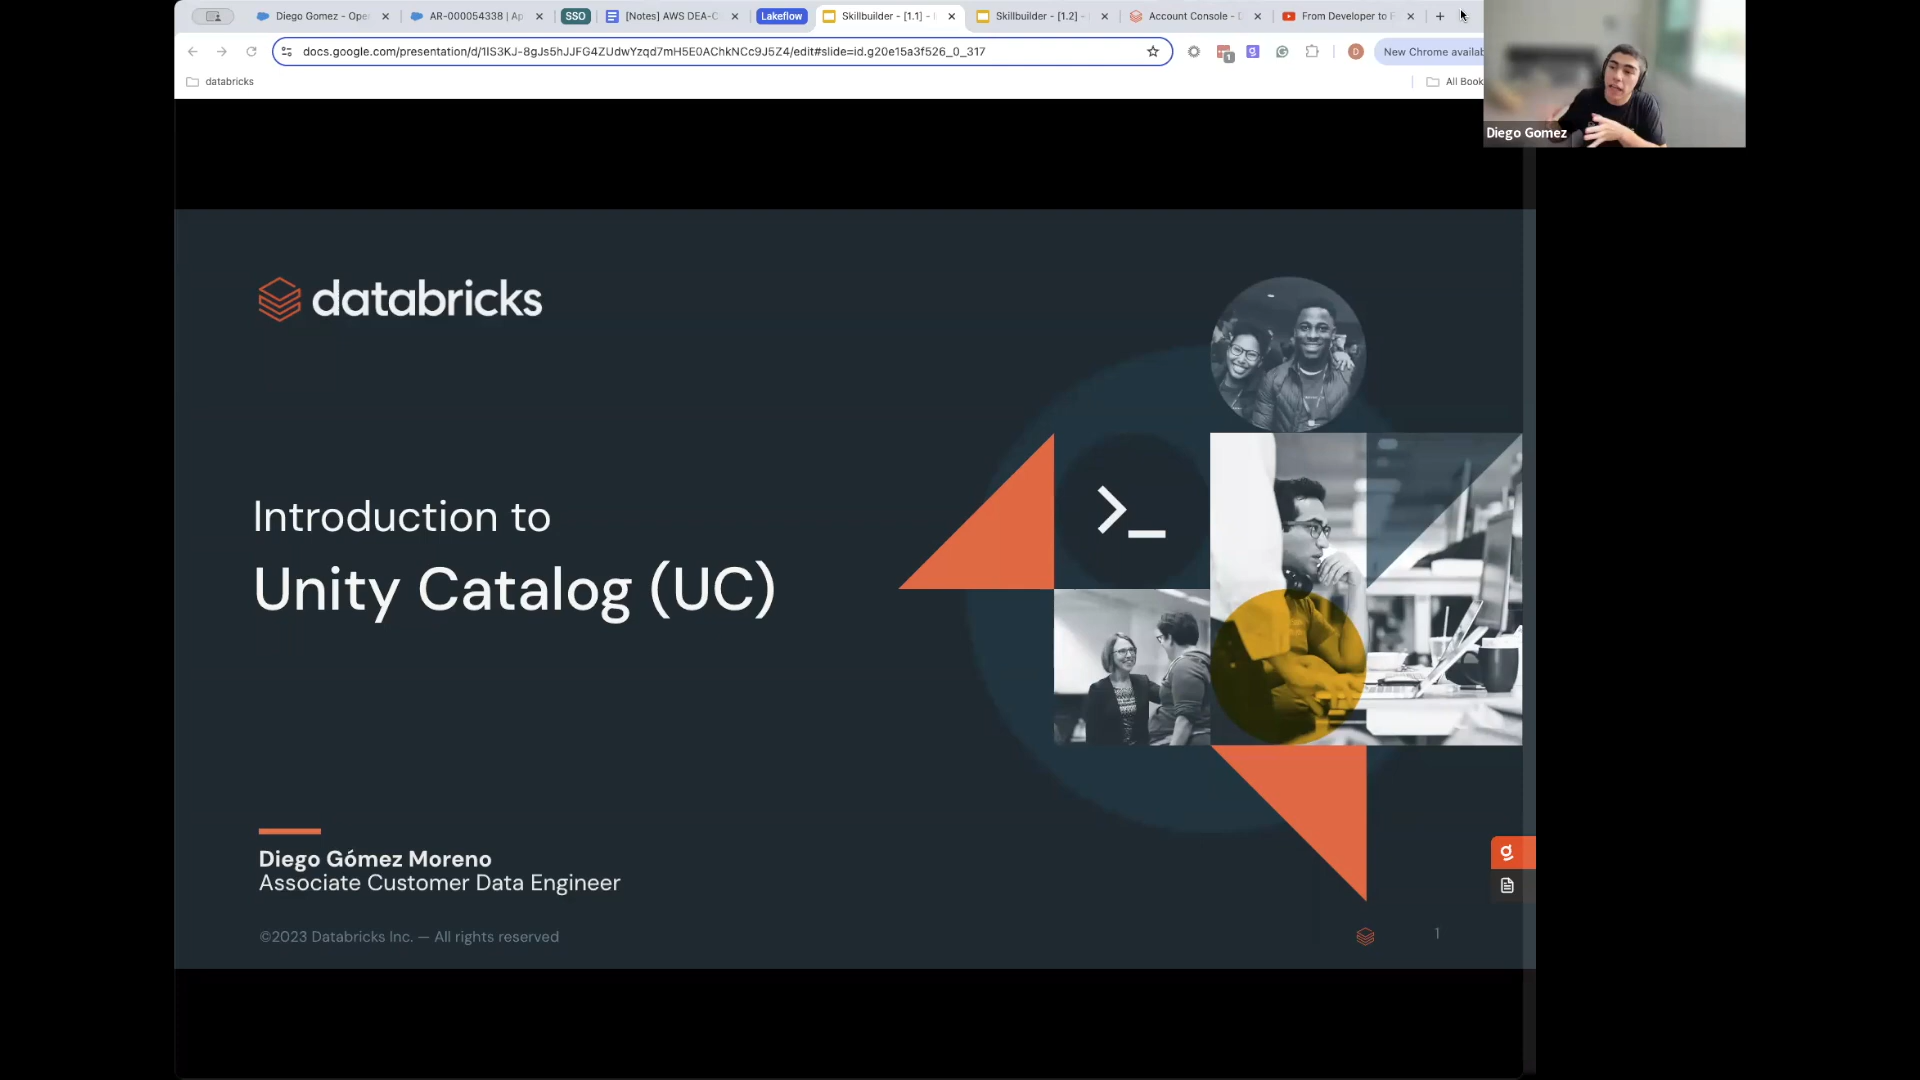 Diego Gomez - Ope
AR-000054338 | Ap
SSO
[Notes] AWS DEA-C
Lakeflow
Skillbuilder - [1.1] -
Skillbuilder - [1.2] -
Account Console - D
From Developer to F
docs.google.com/presentation/d/1lS3KJ-8gJs5hJJFG4ZUdwYzqd7mH5E0AChkNCc9J5Z4/edit#slide=id.g20e15a3f526_0_317
1
D
New Chrome availab
databricks
All Book
Diego Gomez
databricks
>_
Introduction to
Unity Catalog (UC)
Diego Gómez Moreno
Associate Customer Data Engineer
©2023 Databricks Inc. — All rights reserved
1
g